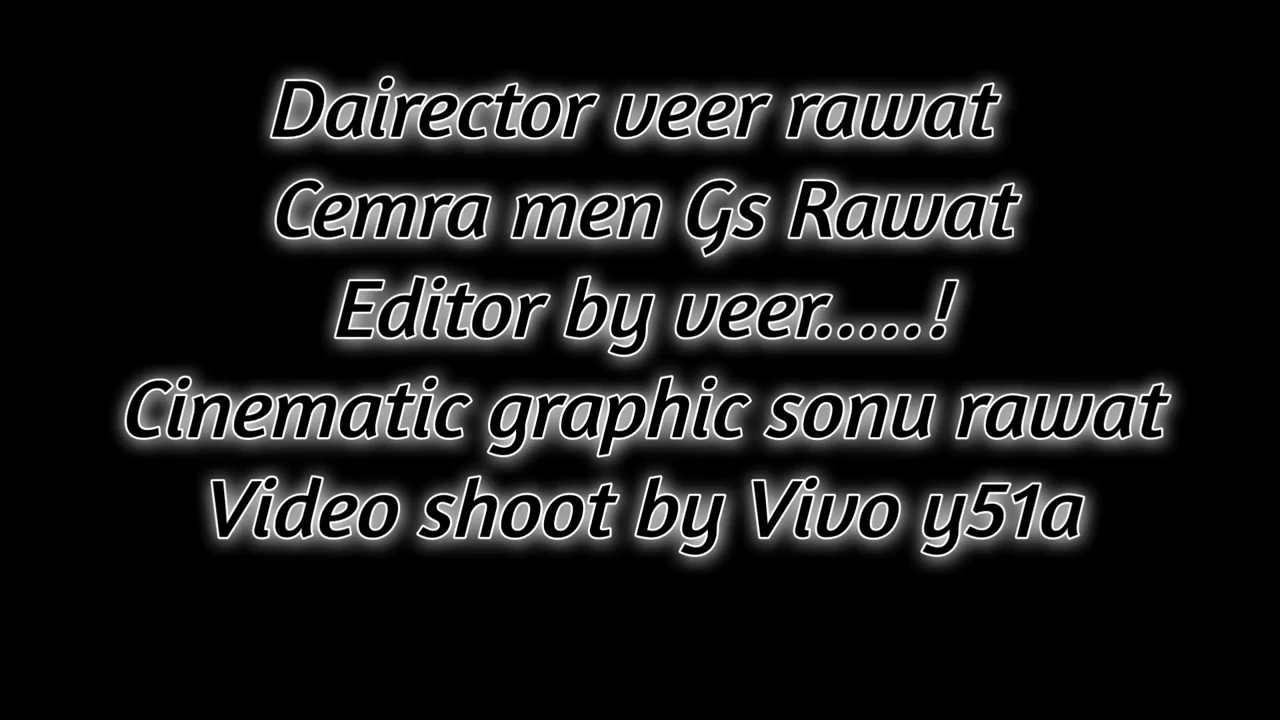 Dairector veer rawat
Cemra men Gs Rawat
Editor by veer.....!
Cinematic graphic sonu rawat
Video shoot by Vivo y51a